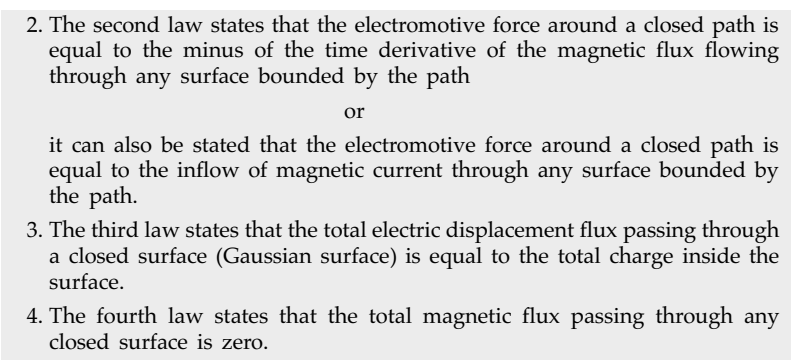 2. The second law states that the electromotive force around a closed path is
equal to the minus of the time derivative of the magnetic flux flowing
through any surface bounded by the path
or
it can also be stated that the electromotive force around a closed path is
equal to the inflow of magnetic current through any surface bounded by
the path.
3. The third law states that the total electric displacement flux passing through
a closed surface (Gaussian surface) is equal to the total charge inside the
surface.
4. The fourth law states that the total magnetic flux passing through any
closed surface is zero.